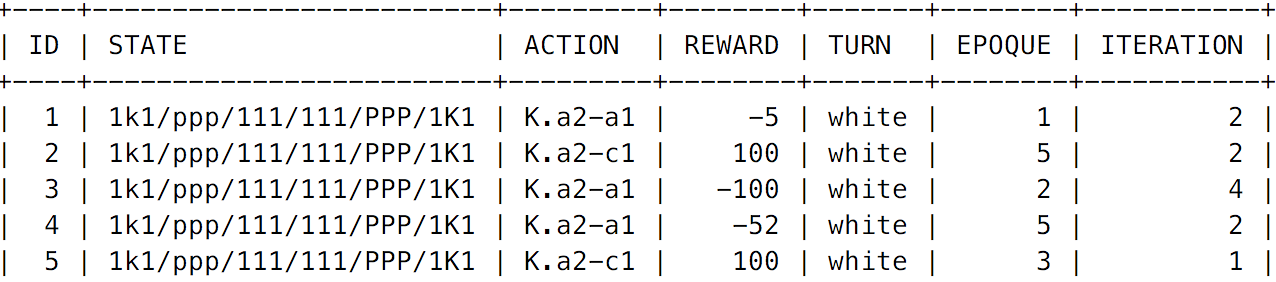 +----+-------------------------+---------+--------+-------+--------+-----------+
| ID | STATE                   | ACTION  | REWARD | TURN  | EPOQUE | ITERATION |
+----+-------------------------+---------+--------+-------+--------+-----------+
|  1 | 1k1/ppp/111/111/PPP/1K1 | K.a2-a1 |     -5 | white |      1 |         2 |
|  2 | 1k1/ppp/111/111/PPP/1K1 | K.a2-c1 |    100 | white |      5 |         2 |
|  3 | 1k1/ppp/111/111/PPP/1K1 | K.a2-a1 |   -100 | white |      2 |         4 |
|  4 | 1k1/ppp/111/111/PPP/1K1 | K.a2-a1 |    -52 | white |      5 |         2 |
|  5 | 1k1/ppp/111/111/PPP/1K1 | K.a2-c1 |    100 | white |      3 |         1 |